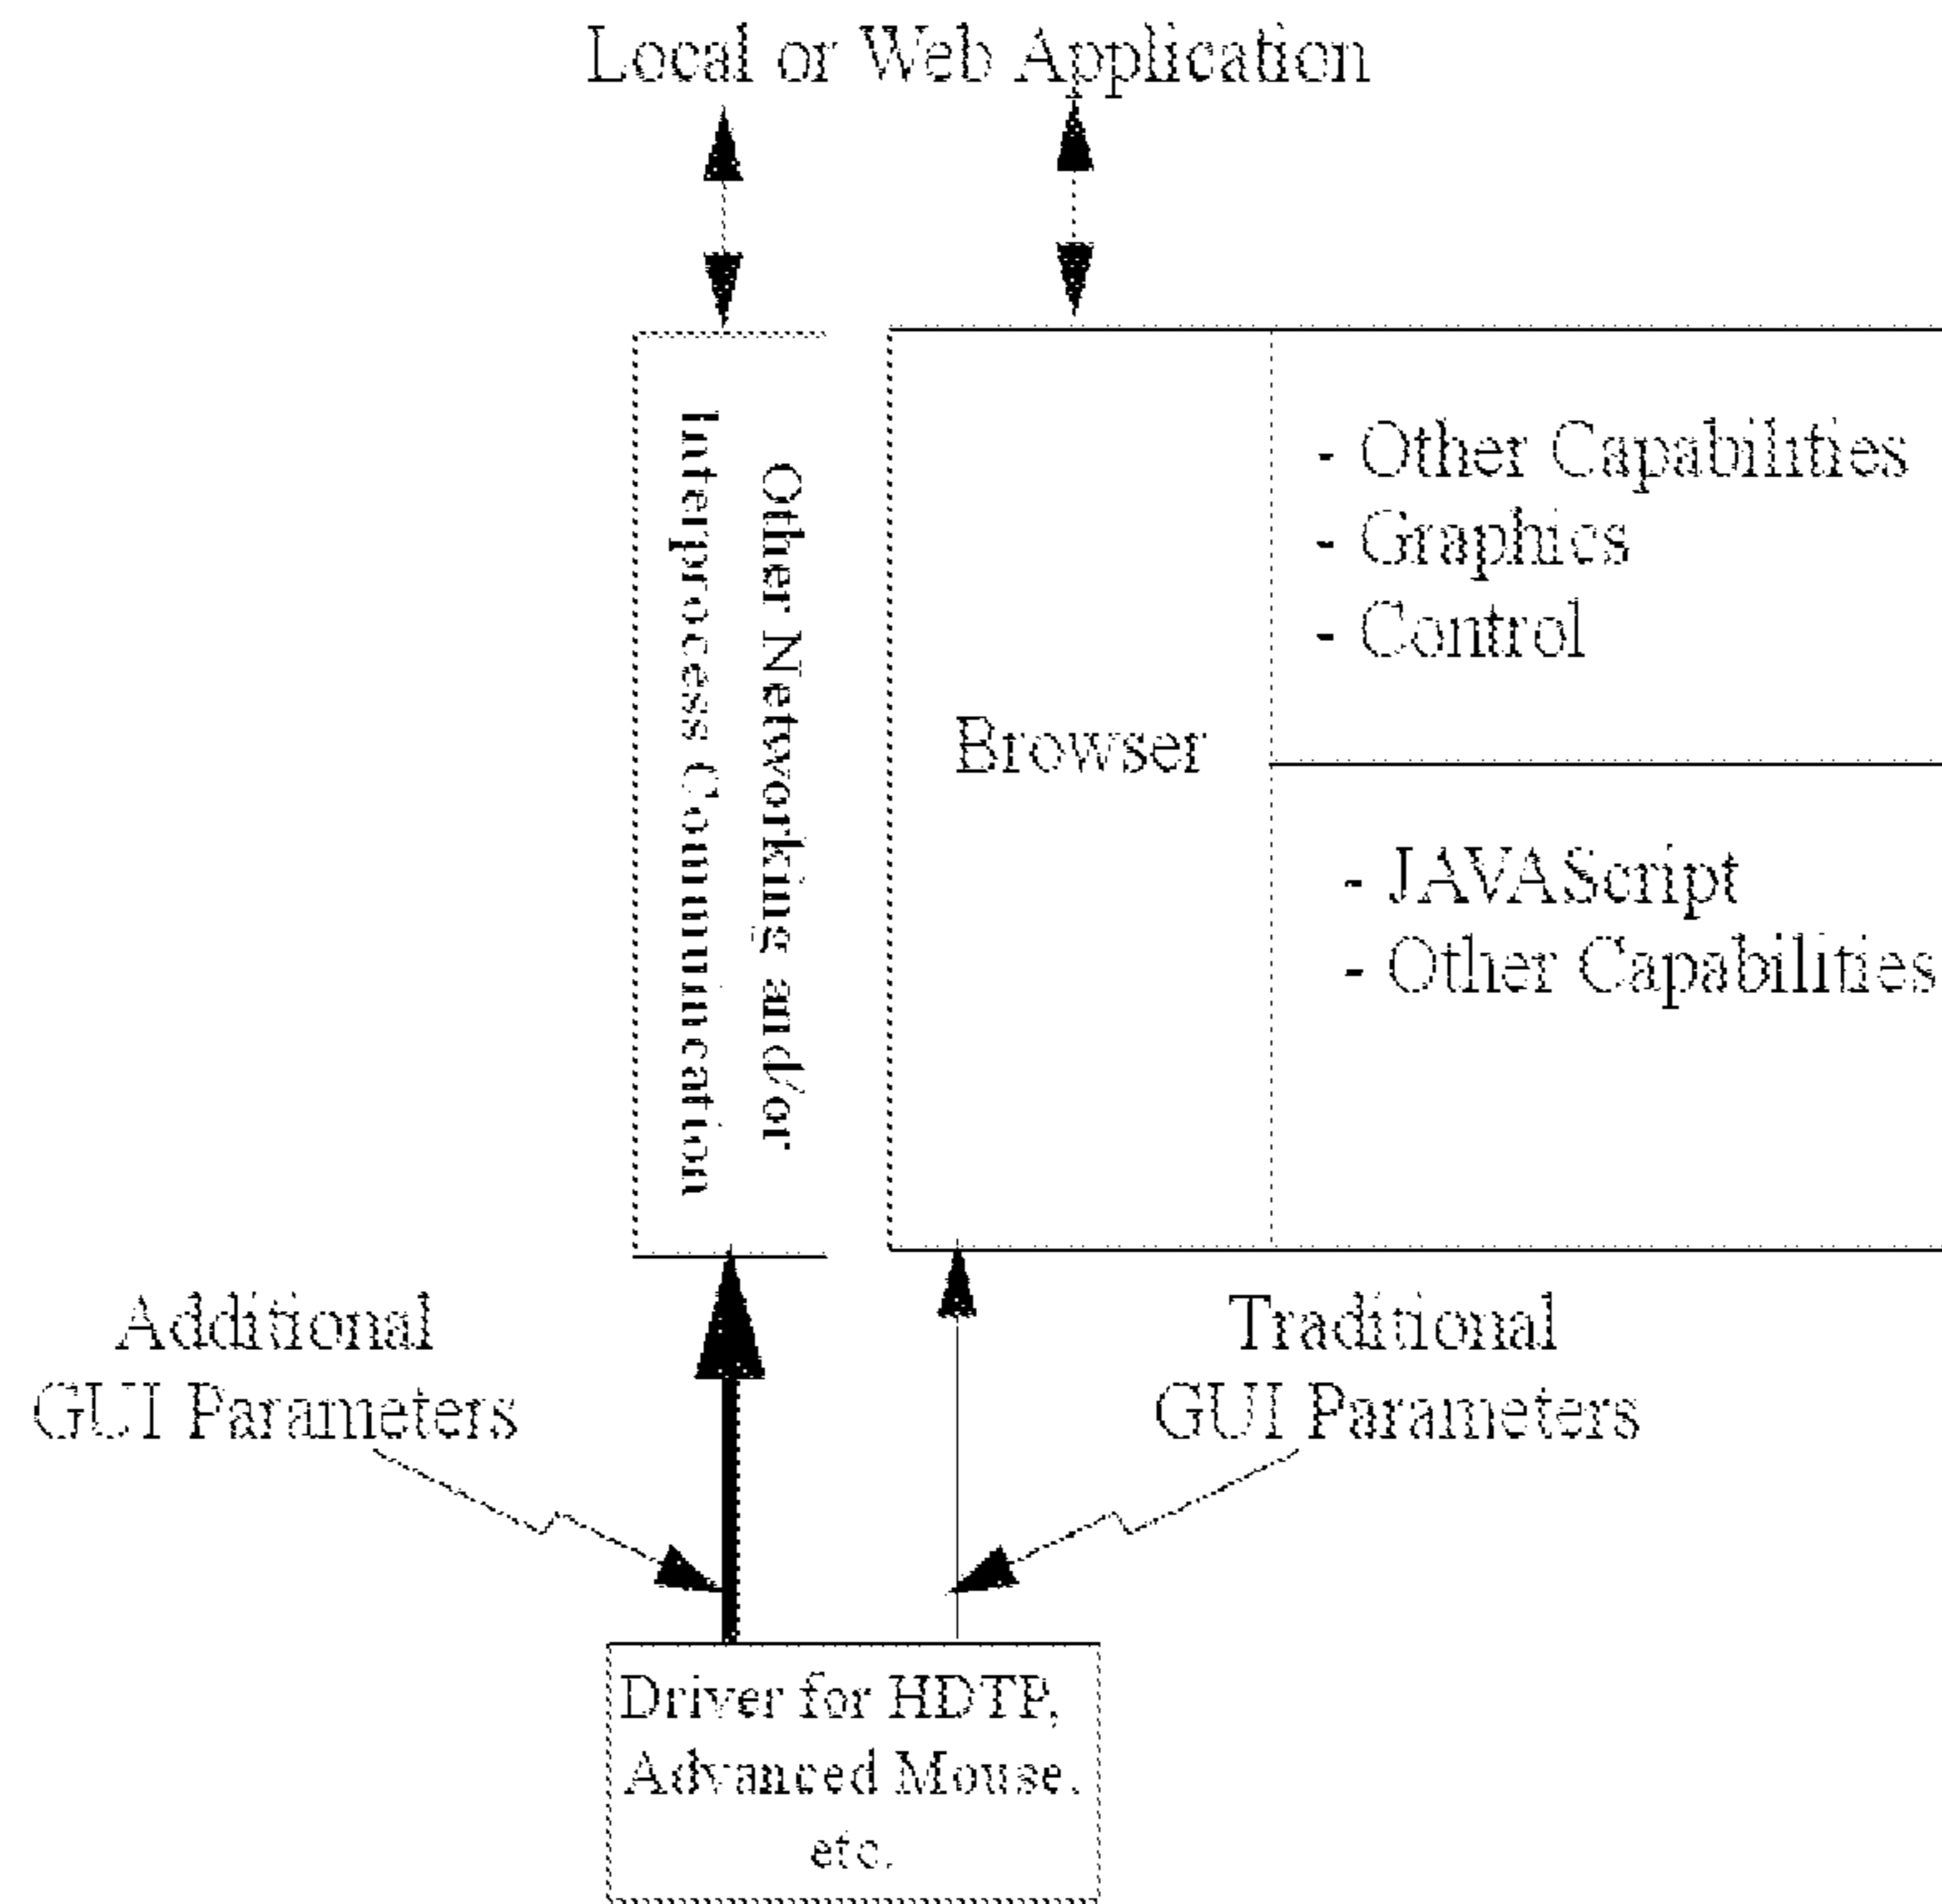 Local or Web Application
Other Networking and/or
Interprocess Communication
Browser
- Other Capabilities
- Graphics
- Control
- JAVAScript
- Other Capabilities
Additional
GUI Parameters
Traditional
GUI Parameters
Driver for HDTP,
Advanced Mouse,
etc.